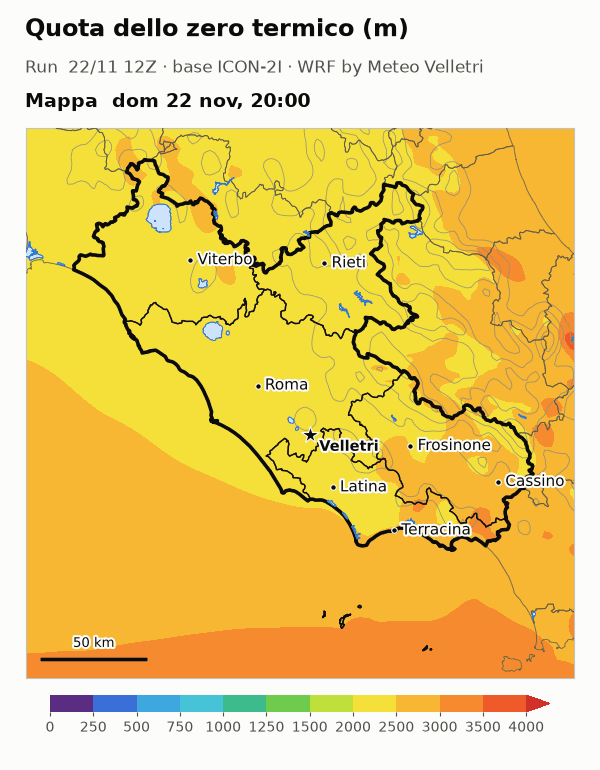 Quota dello zero termico (m)
Run  22/11 12Z · base ICON-2I · WRF by Meteo Velletri
Mappa  dom 22 nov, 20:00
Viterbo
Rieti
Roma
Velletri
Frosinone
Latina
Cassino
Terracina
50 km
0 250 500 750 1000 1250 1500 2000 2500 3000 3500 4000